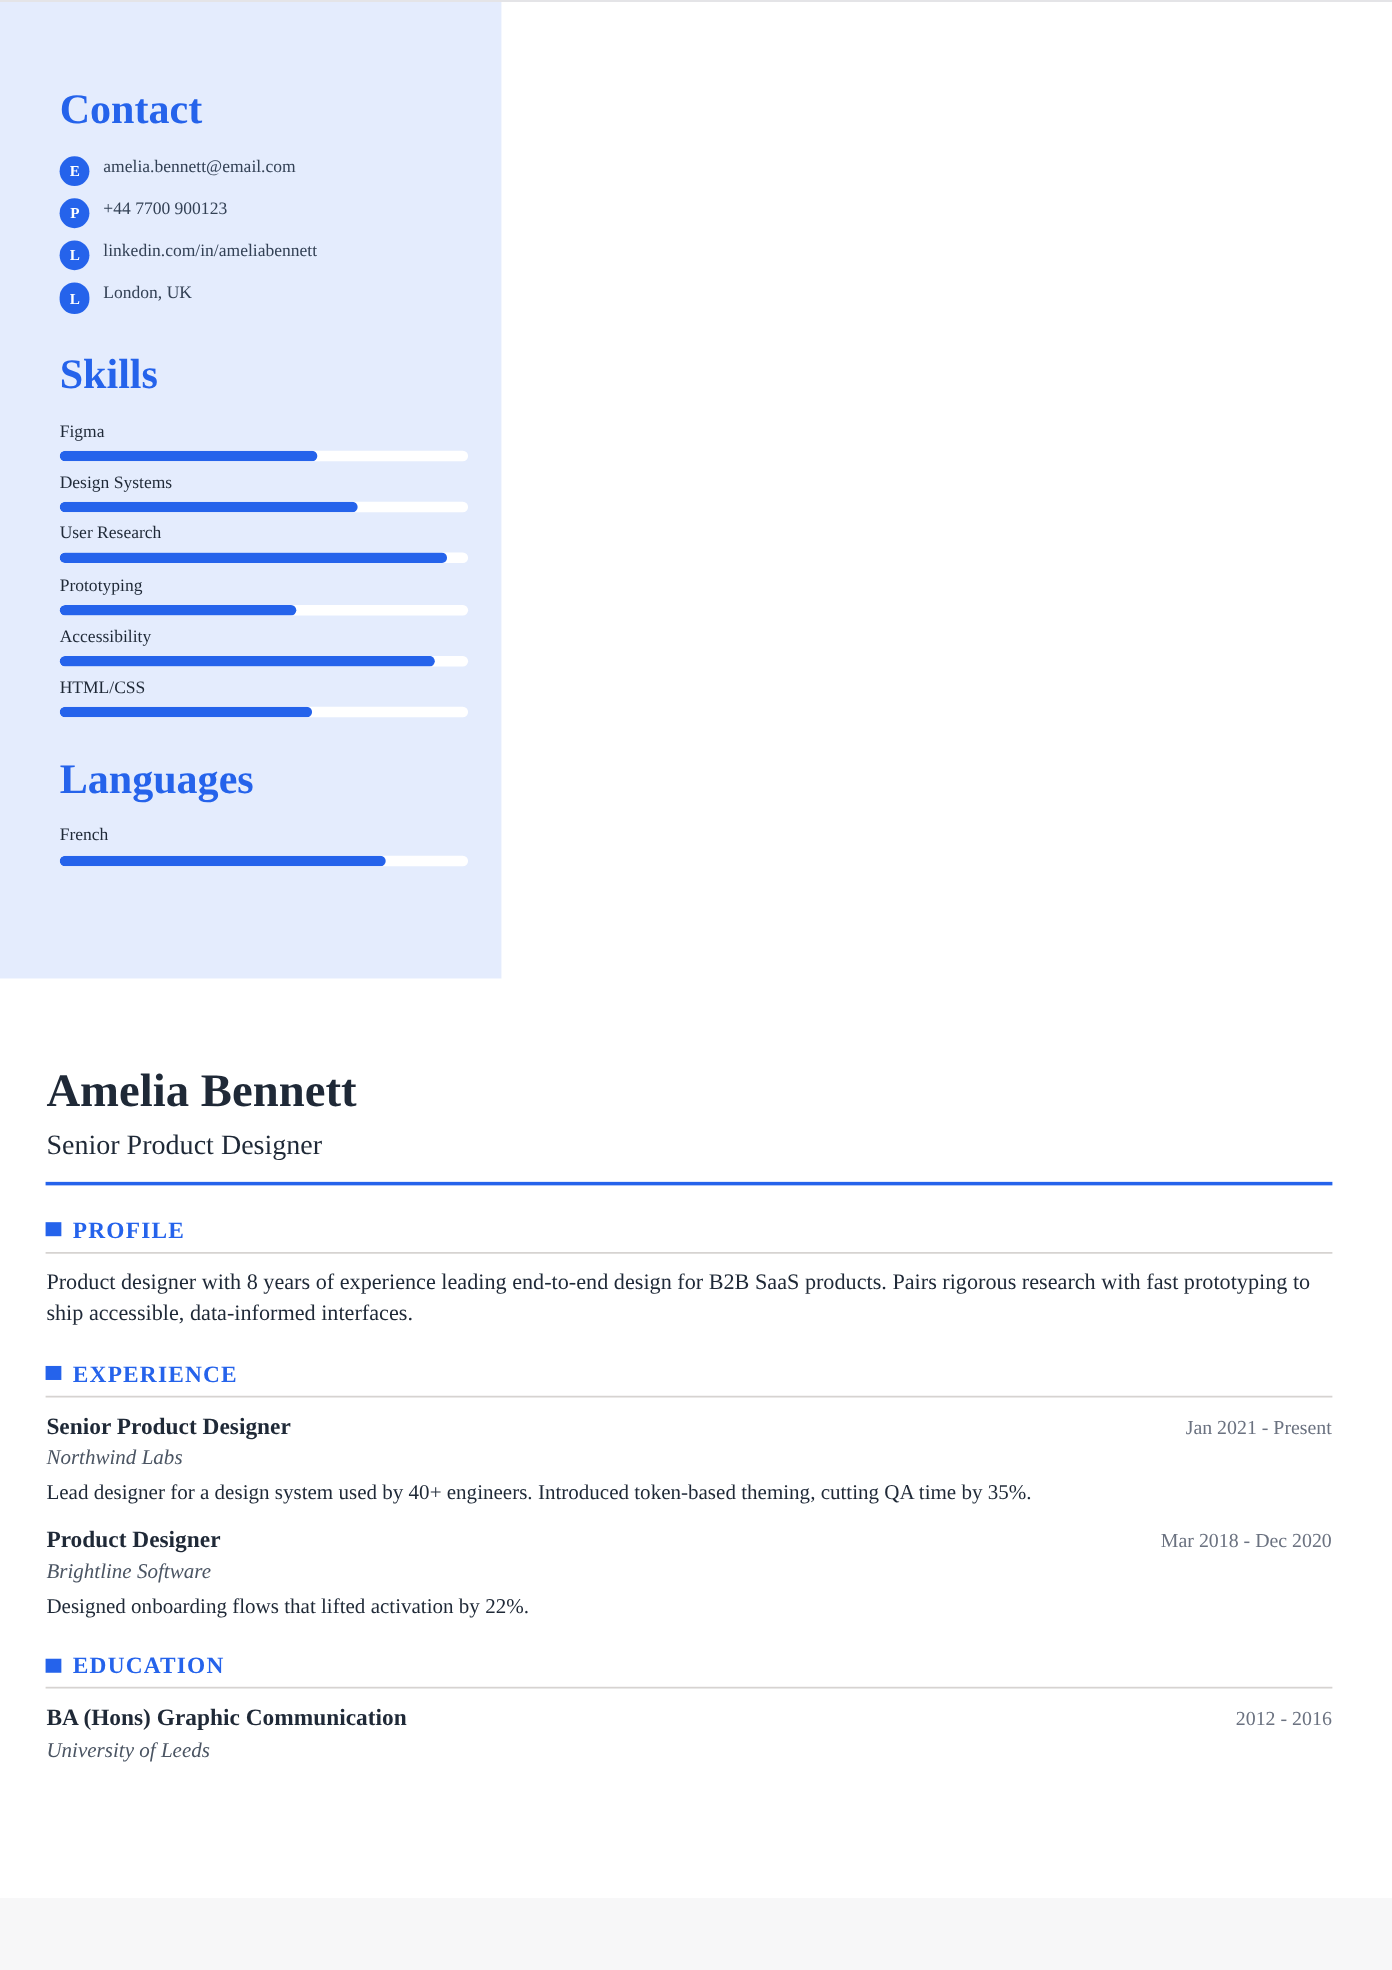 Contact
E amelia.bennett@email.com
P +44 7700 900123
L linkedin.com/in/ameliabennett
L London, UK
Skills
Figma
Design Systems
User Research
Prototyping
Accessibility
HTML/CSS
Languages
French
Amelia Bennett
Senior Product Designer
PROFILE
Product designer with 8 years of experience leading end-to-end design for B2B SaaS products. Pairs rigorous research with fast prototyping to
ship accessible, data-informed interfaces.
EXPERIENCE
Senior Product Designer Jan 2021 - Present
Northwind Labs
Lead designer for a design system used by 40+ engineers. Introduced token-based theming, cutting QA time by 35%.
Product Designer Mar 2018 - Dec 2020
Brightline Software
Designed onboarding flows that lifted activation by 22%.
EDUCATION
BA (Hons) Graphic Communication 2012 - 2016
University of Leeds